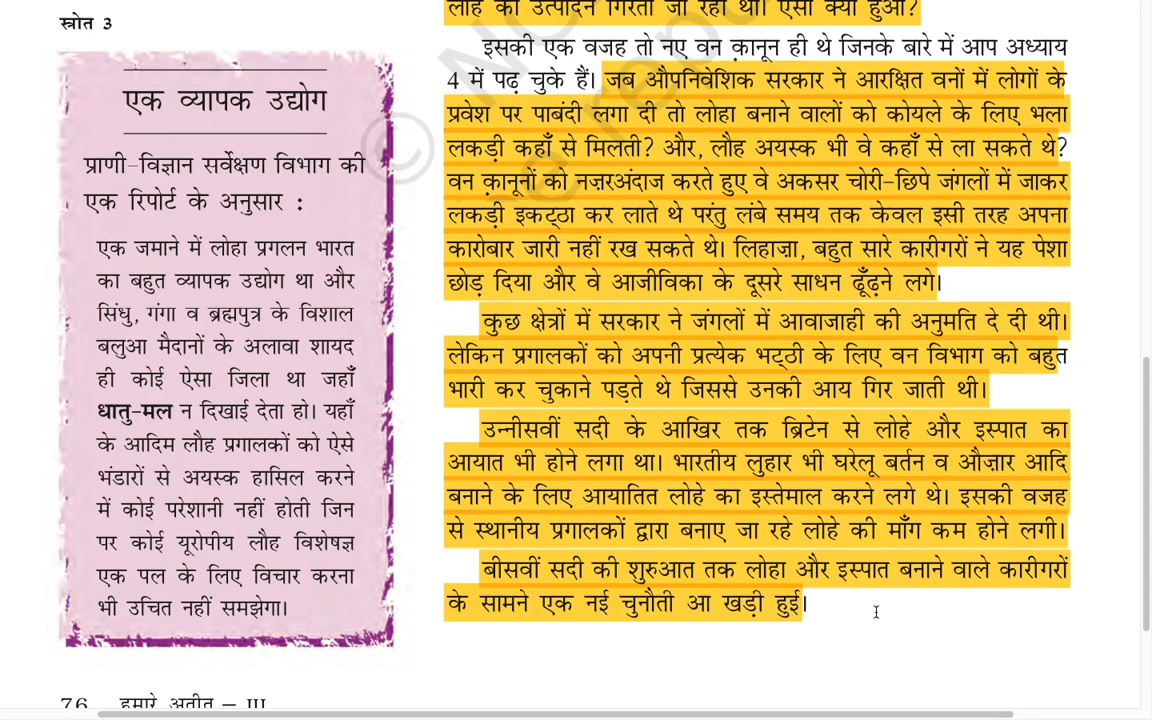 स्रोत 3
एक व्यापक उद्योग
प्राणी-विज्ञान सर्वेक्षण विभाग की
एक रिपोर्ट के अनुसार :
एक जमाने में लोहा प्रगलन भारत
का बहुत व्यापक उद्योग था और
सिंधु, गंगा व ब्रह्मपुत्र के विशाल
बलुआ मैदानों के अलावा शायद
ही कोई ऐसा जिला था जहाँ
धातु-मल न दिखाई देता हो। यहाँ
के आदिम लौह प्रगालकों को ऐसे
भंडारों से अयस्क हासिल करने
में कोई परेशानी नहीं होती जिन
पर कोई यूरोपीय लौह विशेषज्ञ
एक पल के लिए विचार करना
भी उचित नहीं समझेगा।
लोहे का उत्पादन गिरता जा रहा था। ऐसा क्यों हुआ?
इसकी एक वजह तो नए वन क़ानून ही थे जिनके बारे में आप अध्याय
4 में पढ़ चुके हैं। जब औपनिवेशिक सरकार ने आरक्षित वनों में लोगों के
प्रवेश पर पाबंदी लगा दी तो लोहा बनाने वालों को कोयले के लिए भला
लकड़ी कहाँ से मिलती? और, लौह अयस्क भी वे कहाँ से ला सकते थे?
वन क़ानूनों को नज़रअंदाज करते हुए वे अकसर चोरी-छिपे जंगलों में जाकर
लकड़ी इकट्ठा कर लाते थे परंतु लंबे समय तक केवल इसी तरह अपना
कारोबार जारी नहीं रख सकते थे। लिहाज़ा, बहुत सारे कारीगरों ने यह पेशा
छोड़ दिया और वे आजीविका के दूसरे साधन ढूँढ़ने लगे।
कुछ क्षेत्रों में सरकार ने जंगलों में आवाजाही की अनुमति दे दी थी।
लेकिन प्रगालकों को अपनी प्रत्येक भट्ठी के लिए वन विभाग को बहुत
भारी कर चुकाने पड़ते थे जिससे उनकी आय गिर जाती थी।
उन्नीसवीं सदी के आखिर तक ब्रिटेन से लोहे और इस्पात का
आयात भी होने लगा था। भारतीय लुहार भी घरेलू बर्तन व औज़ार आदि
बनाने के लिए आयातित लोहे का इस्तेमाल करने लगे थे। इसकी वजह
से स्थानीय प्रगालकों द्वारा बनाए जा रहे लोहे की माँग कम होने लगी।
बीसवीं सदी की शुरुआत तक लोहा और इस्पात बनाने वाले कारीगरों
के सामने एक नई चुनौती आ खड़ी हुई।
76 हमारे अतीत – III